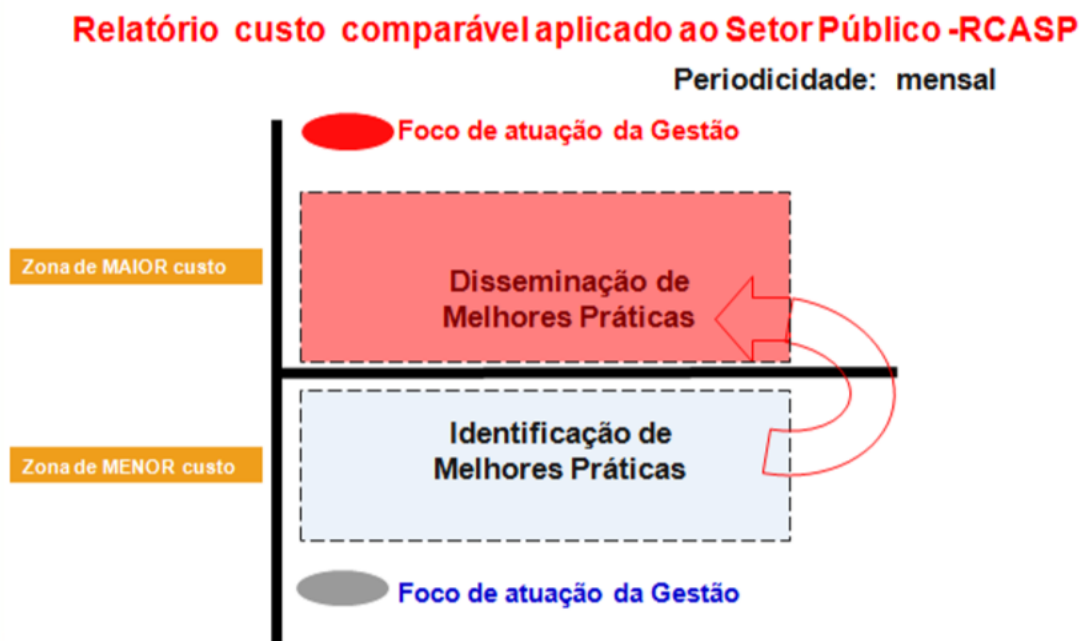 Relatório custo comparável aplicado ao Setor Público -RCASP
Periodicidade: mensal
Foco de atuação da Gestão
Zona de MAIOR custo
Disseminação de
Melhores Práticas
Identificação de
Melhores Práticas
Zona de MENOR custo
Foco de atuação da Gestão